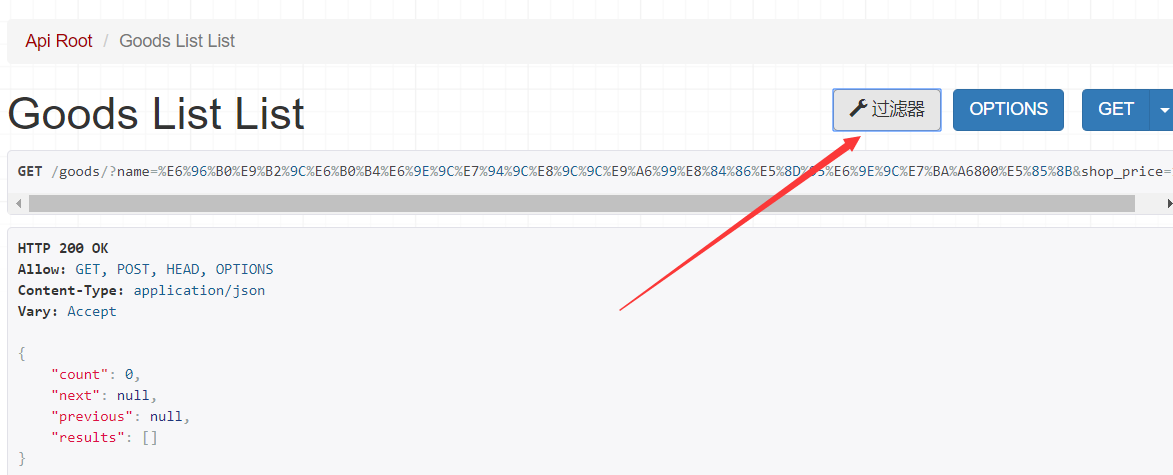 Api Root / Goods List List
Goods List List
过滤器
OPTIONS
GET
GET /goods/?name=%E6%96%B0%E9%B2%9C%E6%B0%B4%E6%9E%9C%E7%94%9C%E8%9C%9C%E9%A6%99%E8%84%86%E5%8D%95%E6%9E%9C%E7%BA%A6800%E5%85%8B&shop_price=
HTTP 200 OK
Allow: GET, POST, HEAD, OPTIONS
Content-Type: application/json
Vary: Accept
{
"count": 0,
"next": null,
"previous": null,
"results": []
}